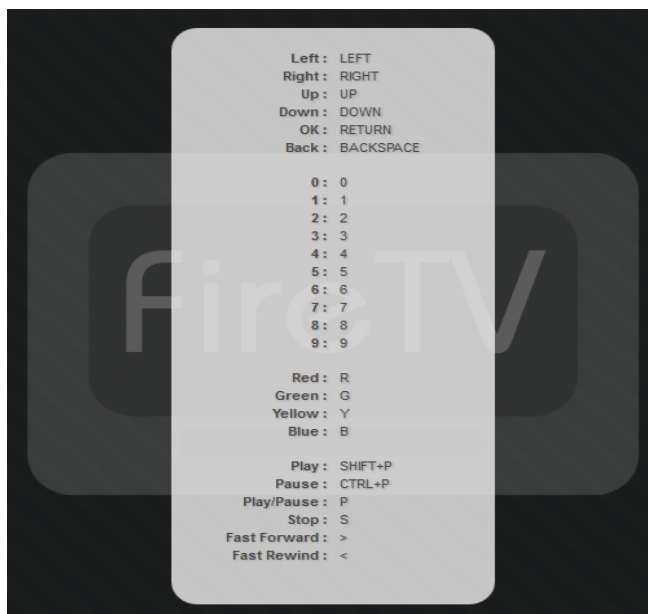 Left : LEFT
Right : RIGHT
Up : UP
Down : DOWN
OK : RETURN
Back : BACKSPACE
0 : 0
1 : 1
2 : 2
3 : 3
4 : 4
5 : 5
6 : 6
7 : 7
8 : 8
9 : 9
fireTV
Red : R
Green : G
Yellow : Y
Blue : B
Play : SHIFT+P
Pause : CTRL+P
Play/Pause : P
Stop : S
Fast Forward : >
Fast Rewind : <